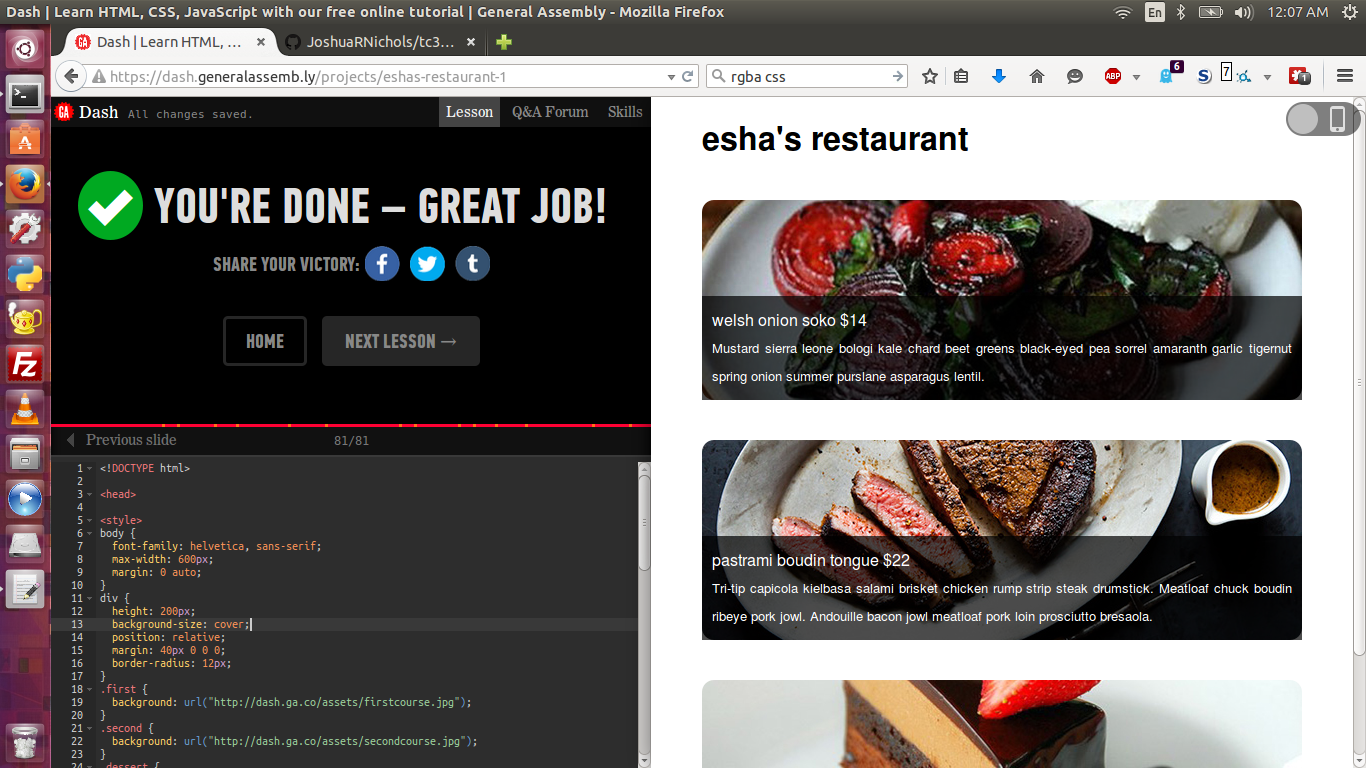 Dash | Learn HTML, CSS, JavaScript with our free online tutorial | General Assembly - Mozilla Firefox
En
12:07 AM
Dash | Learn HTML, ...
JoshuaRNichols/tc3...
https://dash.generalassemb.ly/projects/eshas-restaurant-1
rgba css
ABP
6
S
7
1
GA
Dash
All changes saved.
Lesson
Q&A Forum
Skills
YOU'RE DONE — GREAT JOB!
SHARE YOUR VICTORY:
f
t
HOME
NEXT LESSON →
Previous slide
81/81
1 <!DOCTYPE html>
2
3 <head>
4
5 <style>
6 body {
7 font-family: helvetica, sans-serif;
8 max-width: 600px;
9 margin: 0 auto;
10 }
11 div {
12 height: 200px;
13 background-size: cover;
14 position: relative;
15 margin: 40px 0 0 0;
16 border-radius: 12px;
17 }
18 .first {
19 background: url("http://dash.ga.co/assets/firstcourse.jpg");
20 }
21 .second {
22 background: url("http://dash.ga.co/assets/secondcourse.jpg");
23 }
24 .dessert {
esha's restaurant
welsh onion soko $14
Mustard sierra leone bologi kale chard beet greens black-eyed pea sorrel amaranth garlic tigernut
spring onion summer purslane asparagus lentil.
pastrami boudin tongue $22
Tri-tip capicola kielbasa salami brisket chicken rump strip steak drumstick. Meatloaf chuck boudin
ribeye pork jowl. Andouille bacon jowl meatloaf pork loin prosciutto bresaola.